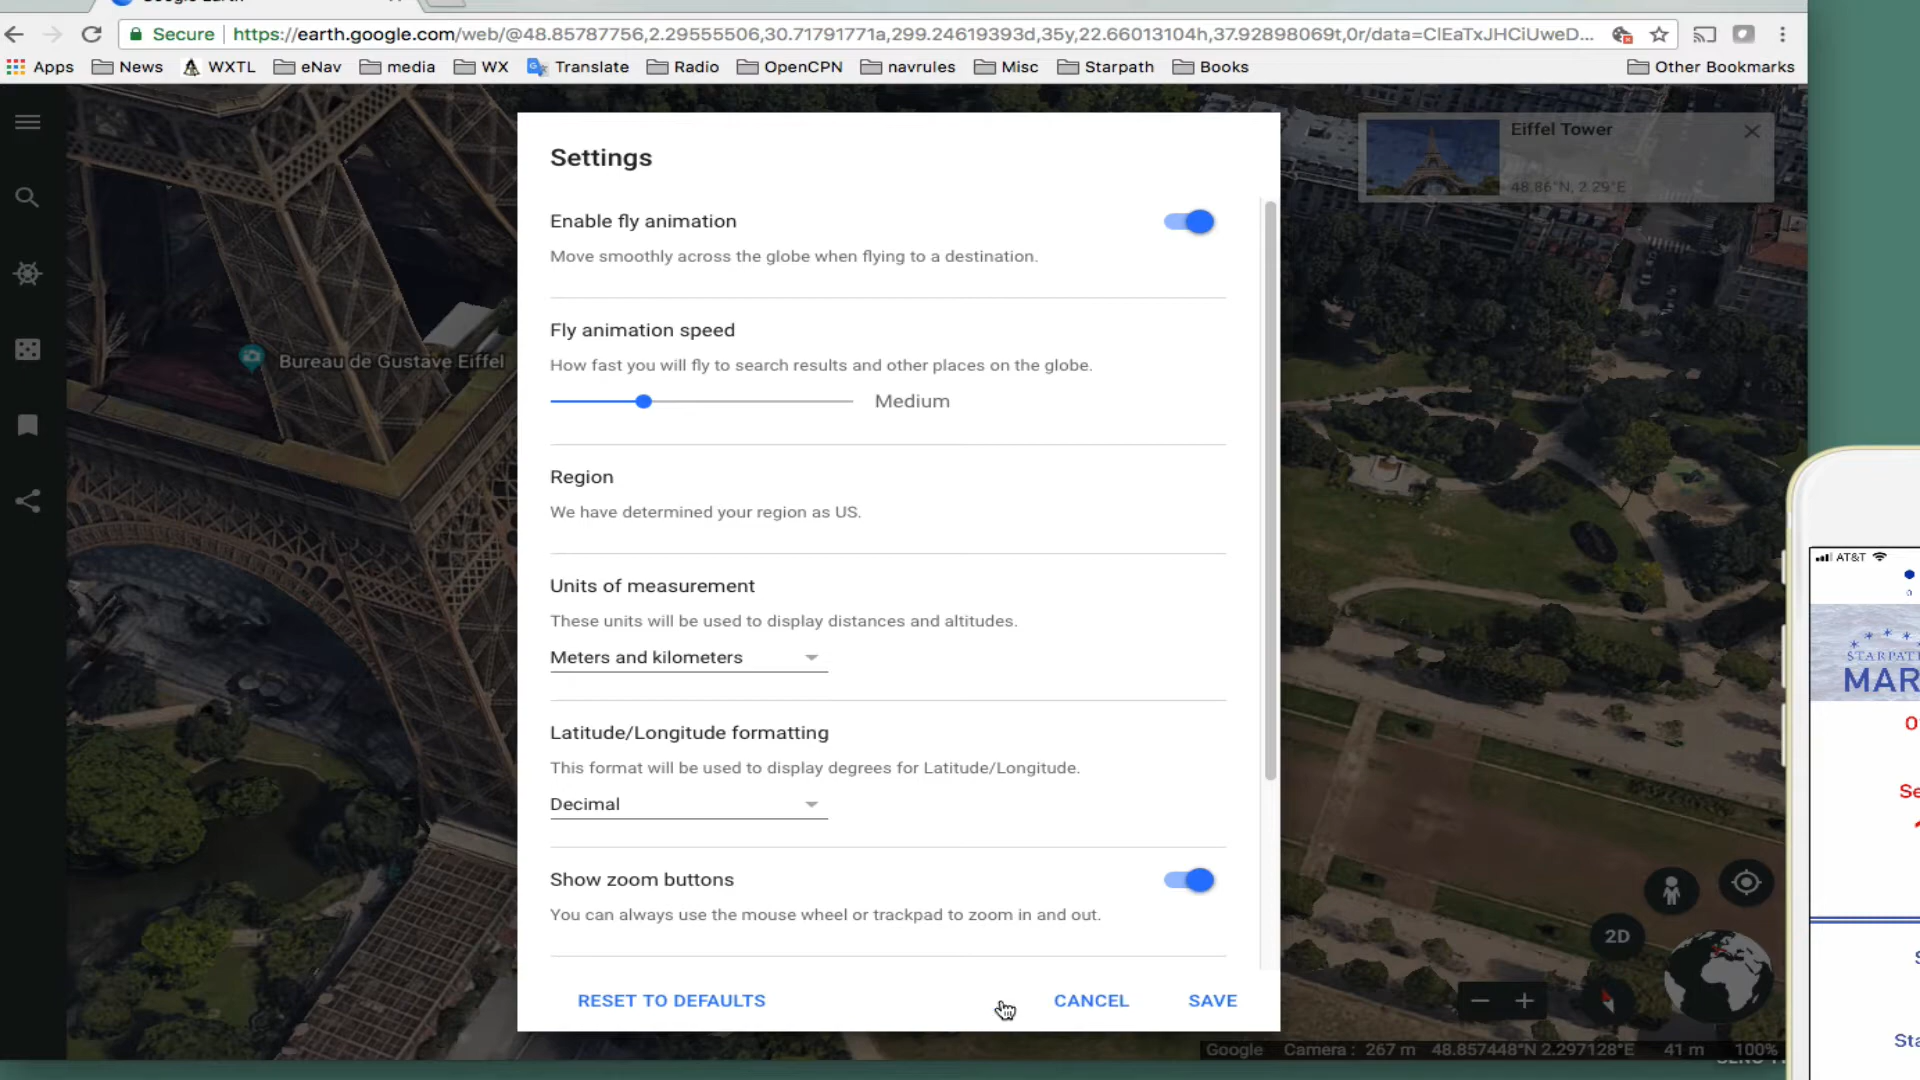 Secure https://earth.google.com/web/@48.85787756,2.29555506,30.71791771a,299.24619393d,35y,22.66013104h,37.92898069t,0r/data=CIEaTxJHCiUweD...
Apps News WXTL eNav media WX Translate Radio OpenCPN navrules Misc Starpath Books Other Bookmarks
Settings
Eiffel Tower
48.86°N, 2.29°E
Enable fly animation
Move smoothly across the globe when flying to a destination.
Fly animation speed
How fast you will fly to search results and other places on the globe.
Medium
Bureau de Gustave Eiffel
Region
We have determined your region as US.
Units of measurement
These units will be used to display distances and altitudes.
Meters and kilometers
Latitude/Longitude formatting
This format will be used to display degrees for Latitude/Longitude.
Decimal
Show zoom buttons
You can always use the mouse wheel or trackpad to zoom in and out.
RESET TO DEFAULTS CANCEL SAVE
2D
Google Camera : 267 m 48.857448°N 2.297128°E 41 m 100%
AT&T
STARPAT
MAR
Se
Sta